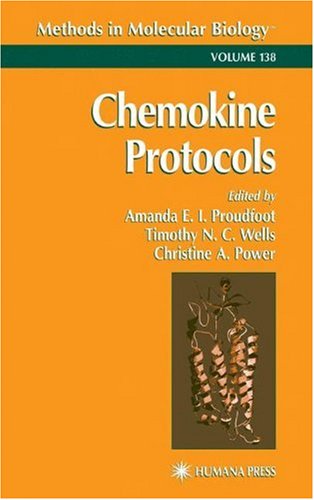 Methods in Molecular Biology™
VOLUME 138
Chemokine
Protocols
Edited by
Amanda E. I. Proudfoot
Timothy N. C. Wells
Christine A. Power
HUMANA PRESS